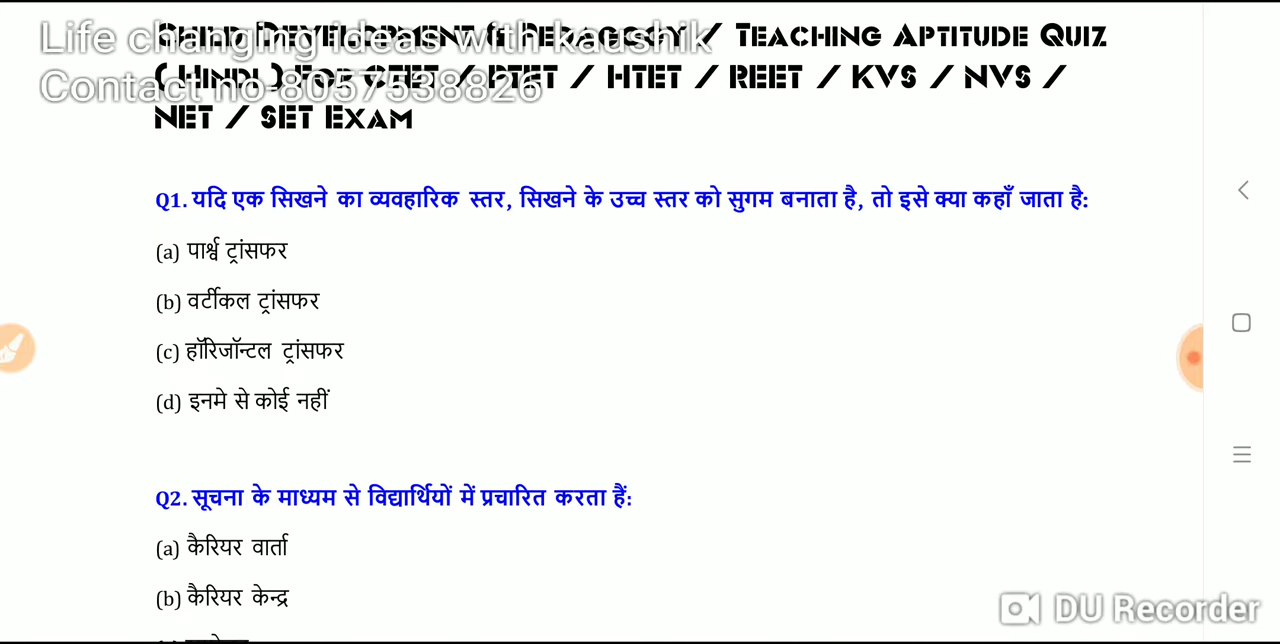 Life changing ideas with kaushik
Contact no-8057538826
CHILD DEVELOPMENT & PEDAGOGY / TEACHING APTITUDE QUIZ
( HINDI ) FOR CTET / PTET / HTET / REET / KVS / NVS /
NET / SET EXAM
Q1. यदि एक सिखने का व्यवहारिक स्तर, सिखने के उच्च स्तर को सुगम बनाता है, तो इसे क्या कहाँ जाता है:
(a) पार्श्व ट्रांसफर
(b) वर्टीकल ट्रांसफर
(c) हॉरिजॉन्टल ट्रांसफर
(d) इनमे से कोई नहीं
Q2. सूचना के माध्यम से विद्यार्थियों में प्रचारित करता हैं:
(a) कैरियर वार्ता
(b) कैरियर केन्द्र
DU Recorder